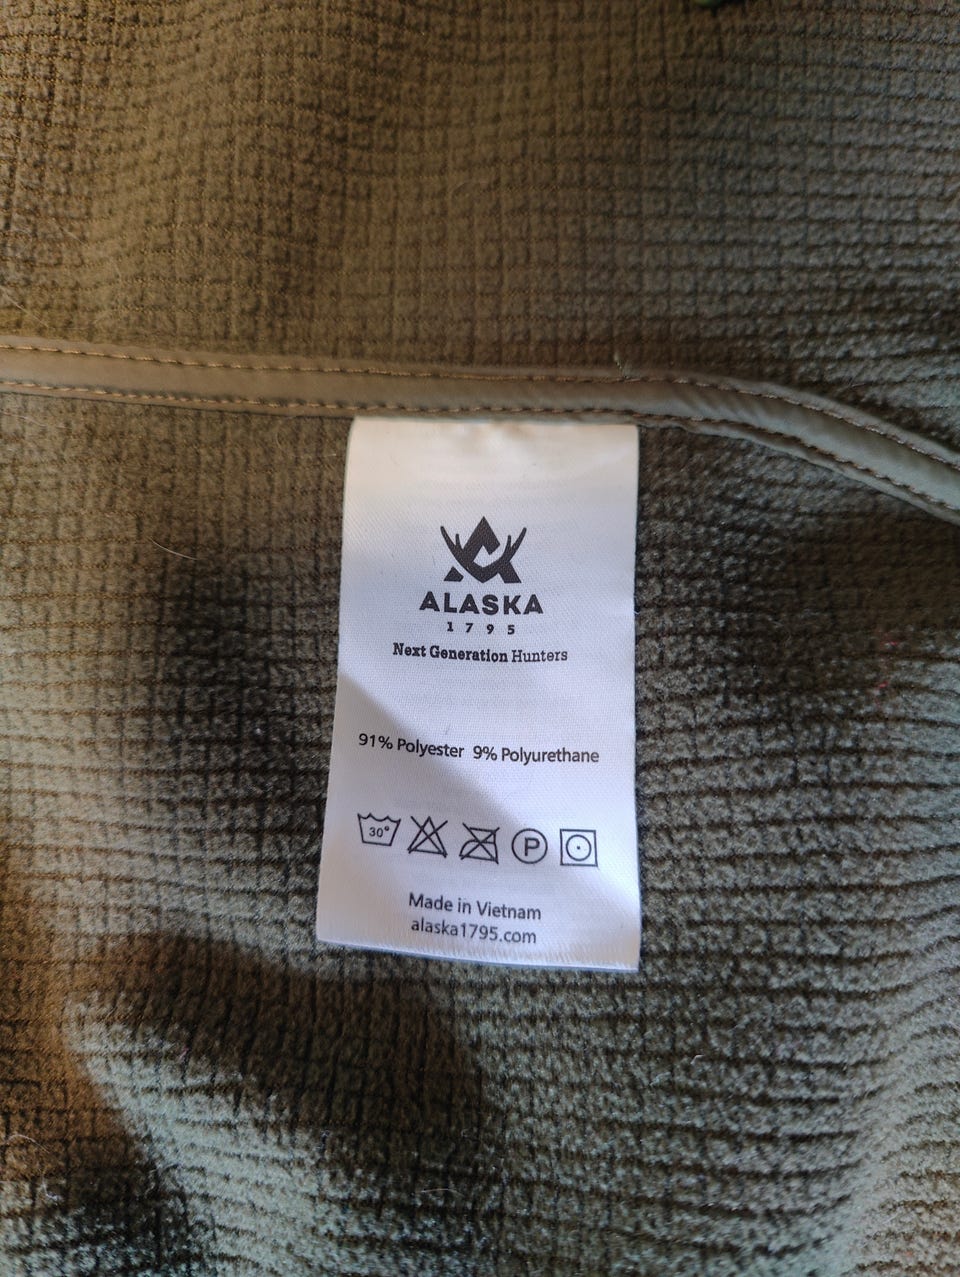 ALASKA
1795
Next Generation Hunters
91% Polyester 9% Polyurethane
30°
P
Made in Vietnam
alaska1795.com